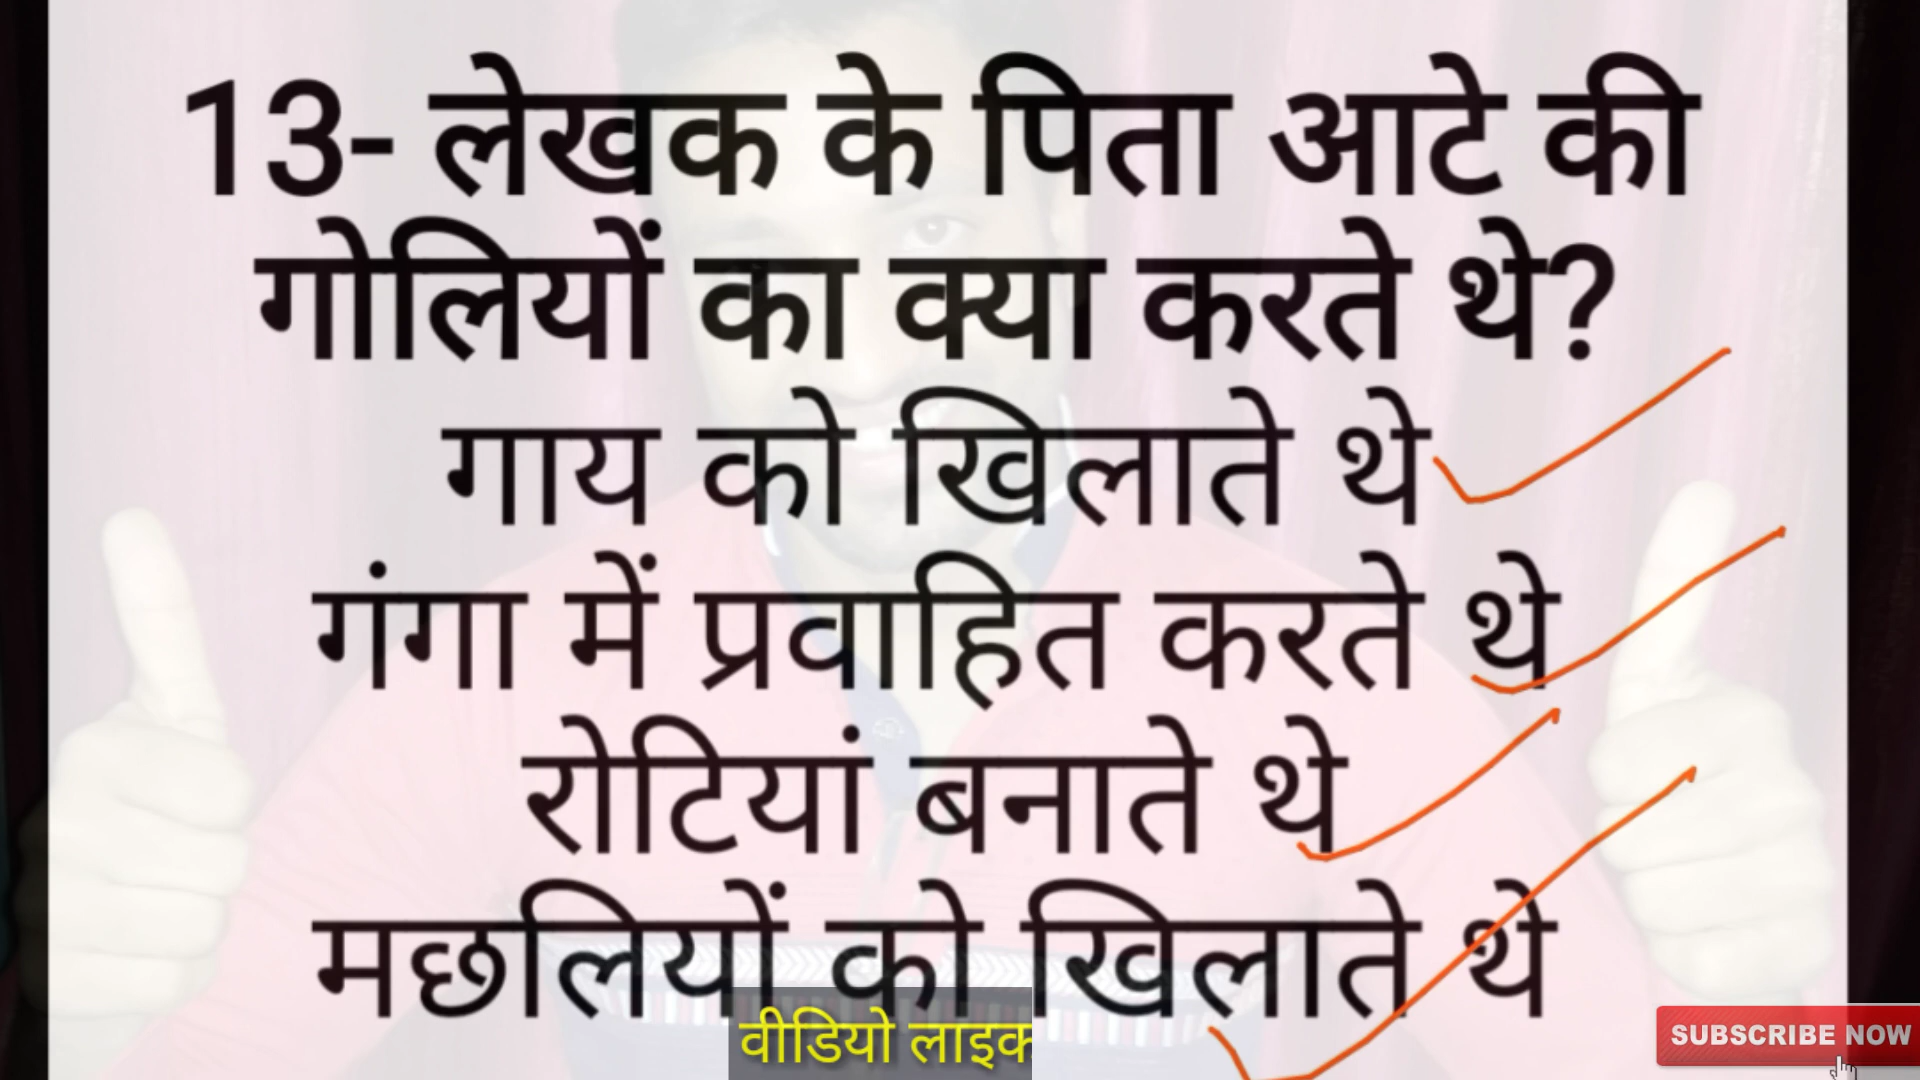 13- लेखक के पिता आटे की
गोलियों का क्या करते थे?
गाय को खिलाते थे
गंगा में प्रवाहित करते थे
रोटियां बनाते थे
मछलियों को खिलाते थे
वीडियो लाइक
SUBSCRIBE NOW